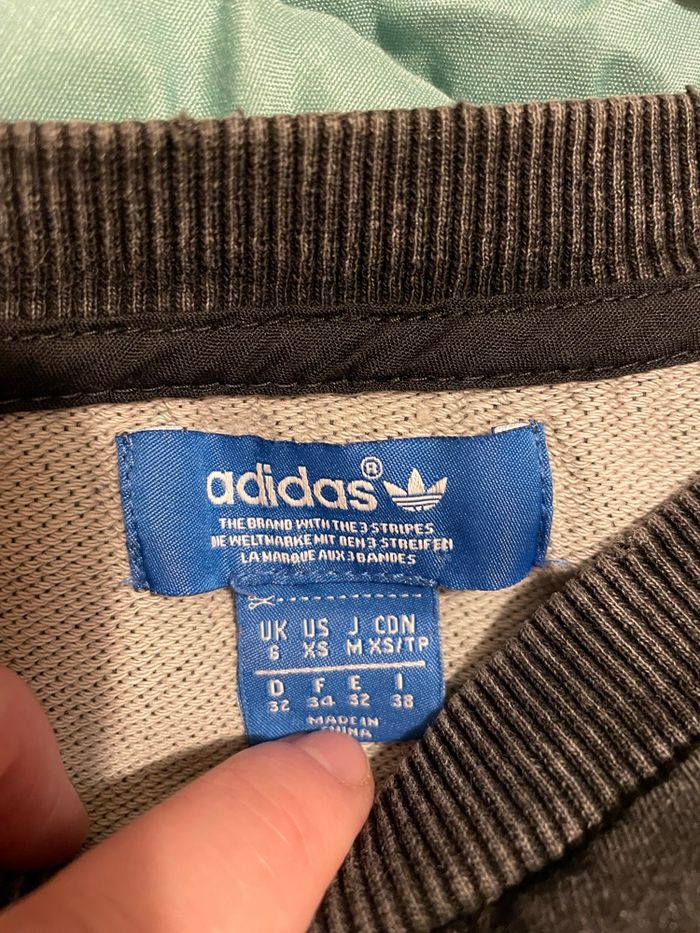 adidas®
THE BRAND WITH THE 3 STRIPES
DIE WELTMARKE MIT DEN 3 STREIFEN
LA MARQUE AUX 3 BANDES
UK US J CDN
6 XS M XS/TP
D F E I
32 34 32 38
MADE IN
CHINA